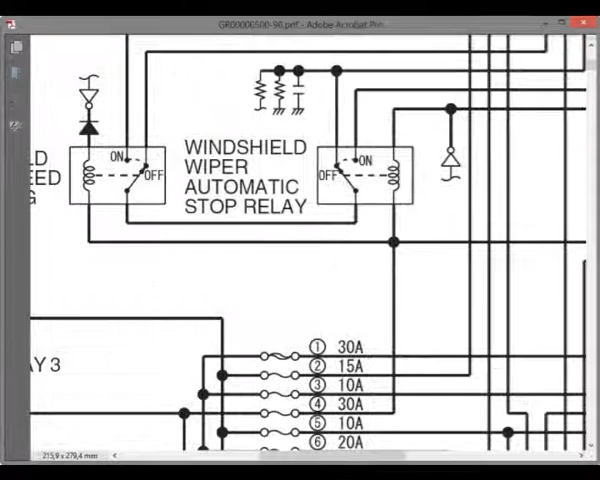 GR00006500-90.pdf - Adobe Acrobat Pro
ON
OFF
WINDSHIELD
WIPER
AUTOMATIC
STOP RELAY
ON
OFF
LD
EED
G
AY 3
1 30A
2 15A
3 10A
4 30A
5 10A
6 20A
215,9 x 279,4 mm